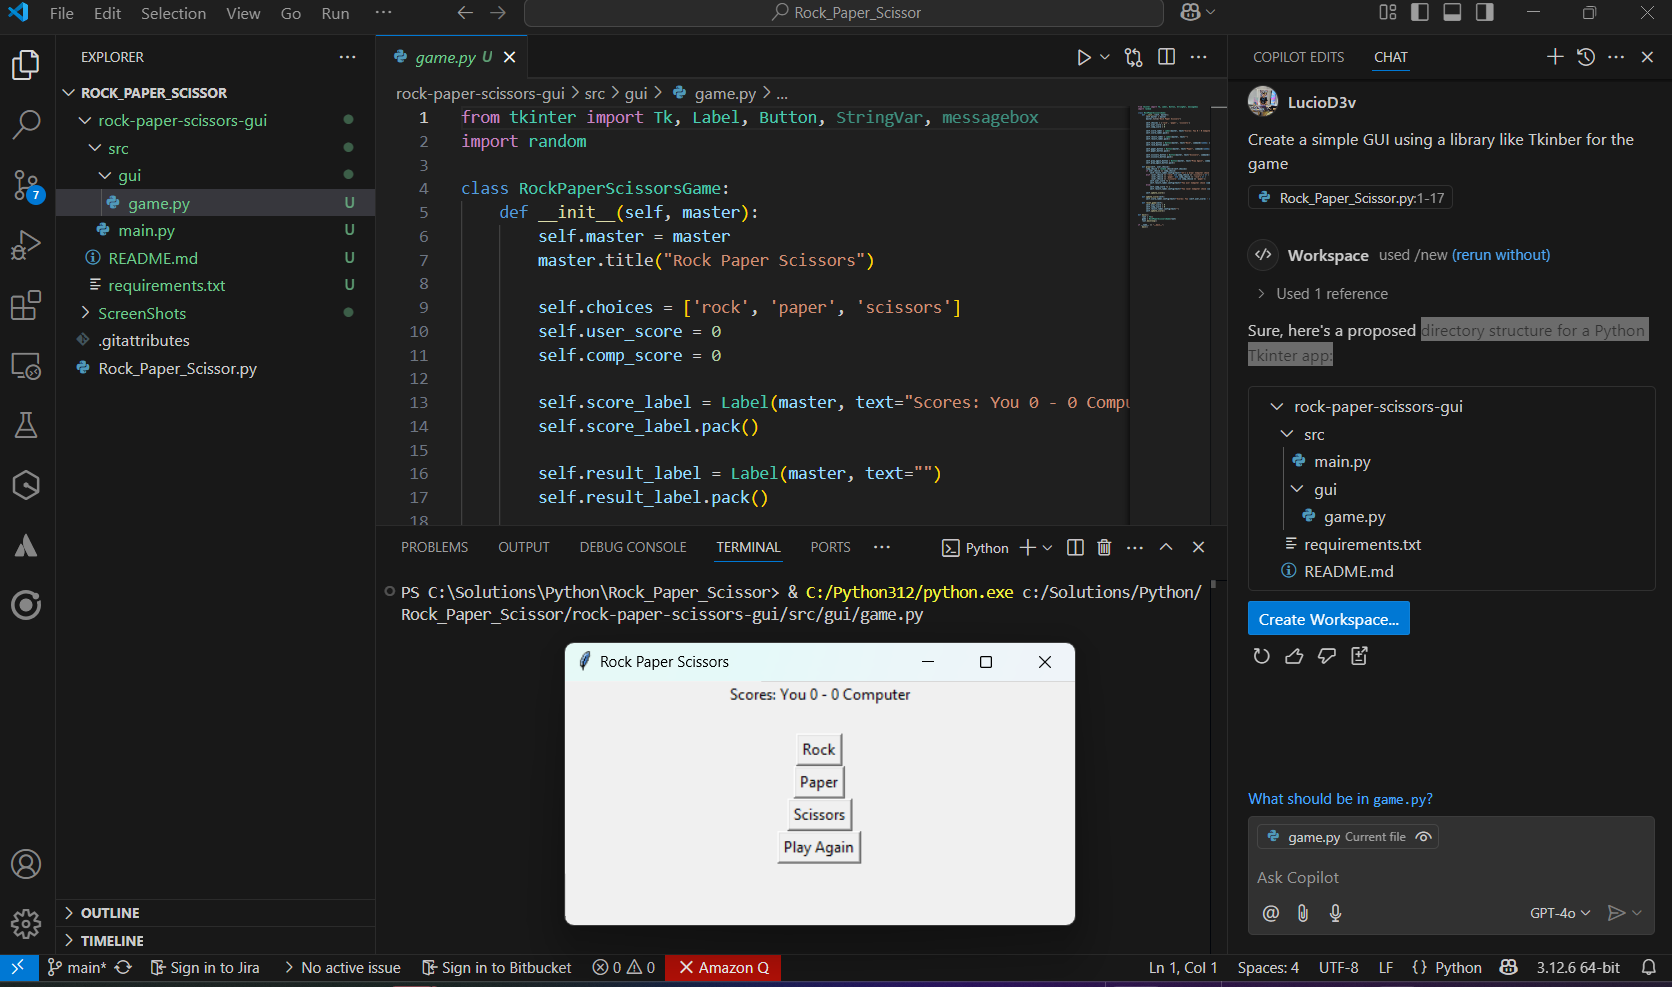 File Edit Selection View Go Run ···
Rock_Paper_Scissor
EXPLORER
ROCK_PAPER_SCISSOR
rock-paper-scissors-gui
src
gui
game.py U
main.py U
README.md U
requirements.txt U
ScreenShots
.gitattributes
Rock_Paper_Scissor.py
OUTLINE
TIMELINE
7
game.py U
rock-paper-scissors-gui > src > gui > game.py > ...
1 from tkinter import Tk, Label, Button, StringVar, messagebox
2 import random
3
4 class RockPaperScissorsGame:
5 def __init__(self, master):
6 self.master = master
7 master.title("Rock Paper Scissors")
8
9 self.choices = ['rock', 'paper', 'scissors']
10 self.user_score = 0
11 self.comp_score = 0
12
13 self.score_label = Label(master, text="Scores: You 0 - 0 Compu
14 self.score_label.pack()
15
16 self.result_label = Label(master, text="")
17 self.result_label.pack()
18
PROBLEMS OUTPUT DEBUG CONSOLE TERMINAL PORTS ··· Python
PS C:\Solutions\Python\Rock_Paper_Scissor> & C:/Python312/python.exe c:/Solutions/Python/
Rock_Paper_Scissor/rock-paper-scissors-gui/src/gui/game.py
Rock Paper Scissors
Scores: You 0 - 0 Computer
Rock
Paper
Scissors
Play Again
COPILOT EDITS CHAT
LucioD3v
Create a simple GUI using a library like Tkinber for the
game
Rock_Paper_Scissor.py:1-17
Workspace used /new (rerun without)
Used 1 reference
Sure, here's a proposed directory structure for a Python
Tkinter app:
rock-paper-scissors-gui
src
main.py
gui
game.py
requirements.txt
README.md
Create Workspace...
What should be in game.py?
game.py Current file
Ask Copilot
@ GPT-4o
main* Sign in to Jira No active issue Sign in to Bitbucket 0 0 Amazon Q Ln 1, Col 1 Spaces: 4 UTF-8 LF {} Python 3.12.6 64-bit